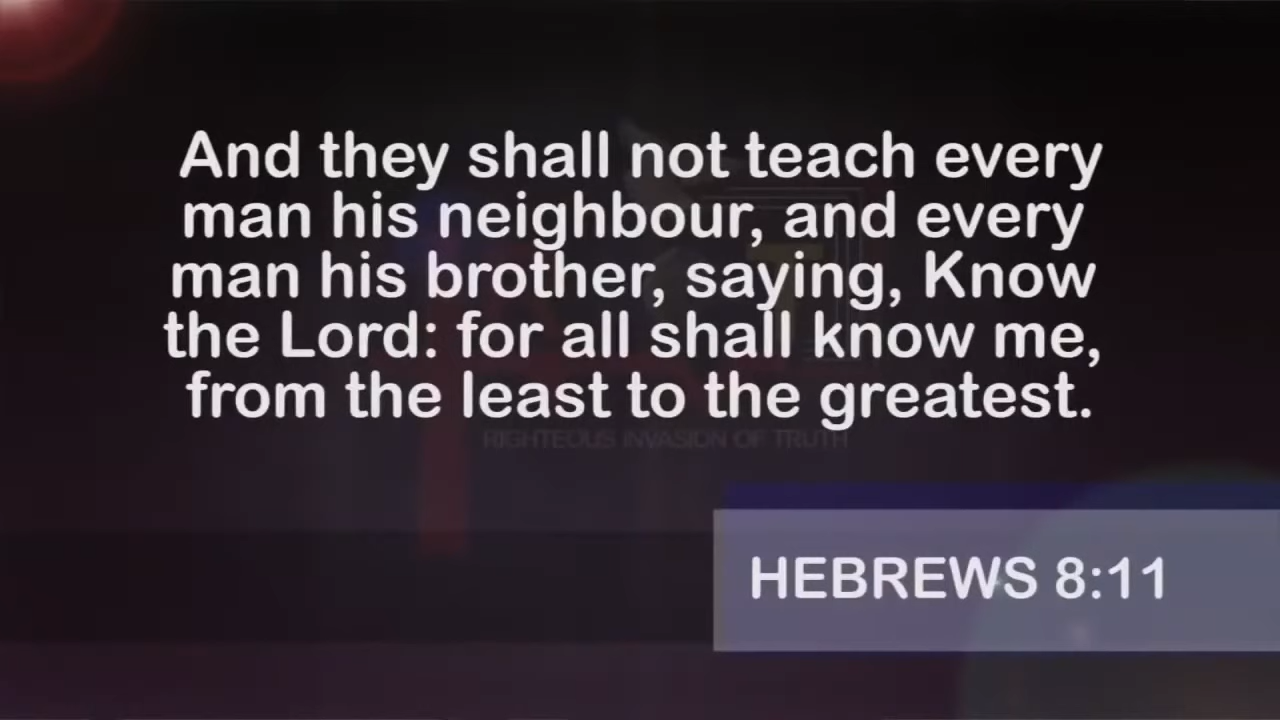 And they shall not teach every
man his neighbour, and every
man his brother, saying, Know
the Lord: for all shall know me,
from the least to the greatest.
RIGHTEOUS INVASION OF TRUTH
HEBREWS 8:11